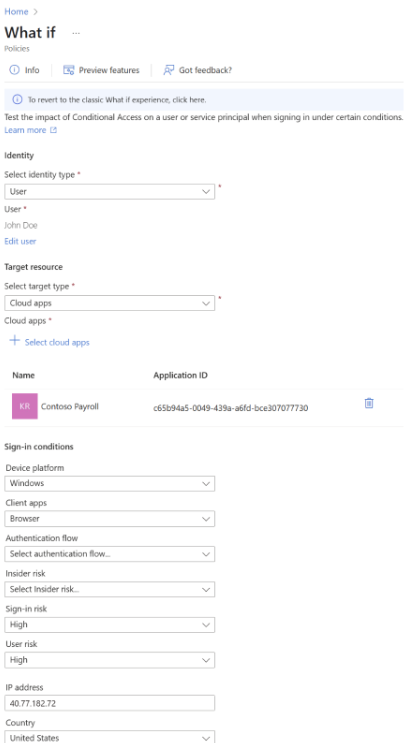 Home >
What if ...
Policies
Info Preview features Got feedback?
To revert to the classic What if experience, click here.
Test the impact of Conditional Access on a user or service principal when signing in under certain conditions.
Learn more
Identity
Select identity type *
User *
User *
John Doe
Edit user
Target resource
Select target type *
Cloud apps *
Cloud apps *
+ Select cloud apps
Name Application ID
KR Contoso Payroll c65b94a5-0049-439a-a6fd-bce307077730
Sign-in conditions
Device platform
Windows
Client apps
Browser
Authentication flow
Select authentication flow...
Insider risk
Select Insider risk...
Sign-in risk
High
User risk
High
IP address
40.77.182.72
Country
United States